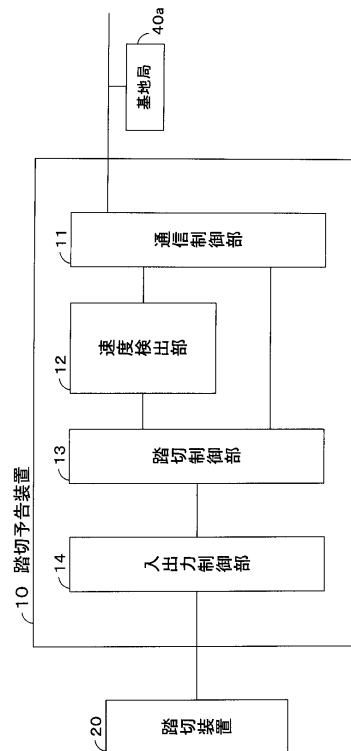 10 踏切予告装置
20
踏切装置
14
入出力制御部
13
踏切制御部
12
速度検出部
11
通信制御部
40a
基地局